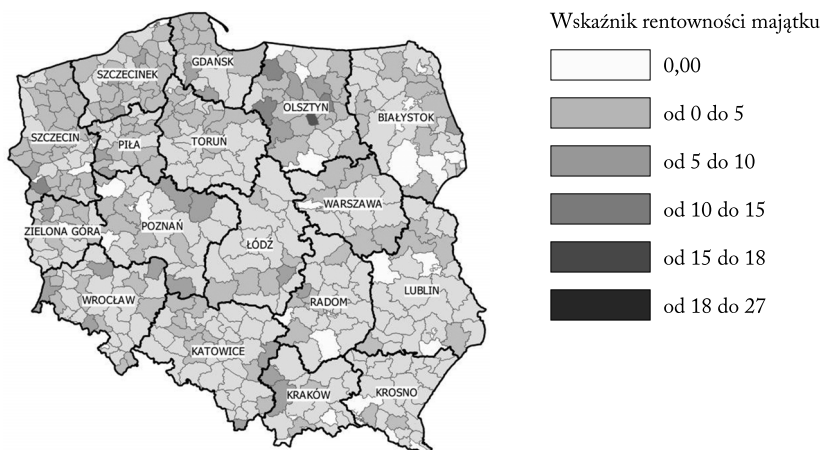 Wskaźnik rentowności majątku
0,00
od 0 do 5
od 5 do 10
od 10 do 15
od 15 do 18
od 18 do 27
GDAŃSK
SZCZECINEK
OLSZTYN
BIAŁYSTOK
SZCZECIN
PIŁA
TORUŃ
WARSZAWA
ZIELONA GÓRA
POZNAŃ
ŁÓDŹ
LUBLIN
WROCŁAW
RADOM
KATOWICE
KRAKÓW
KROSNO